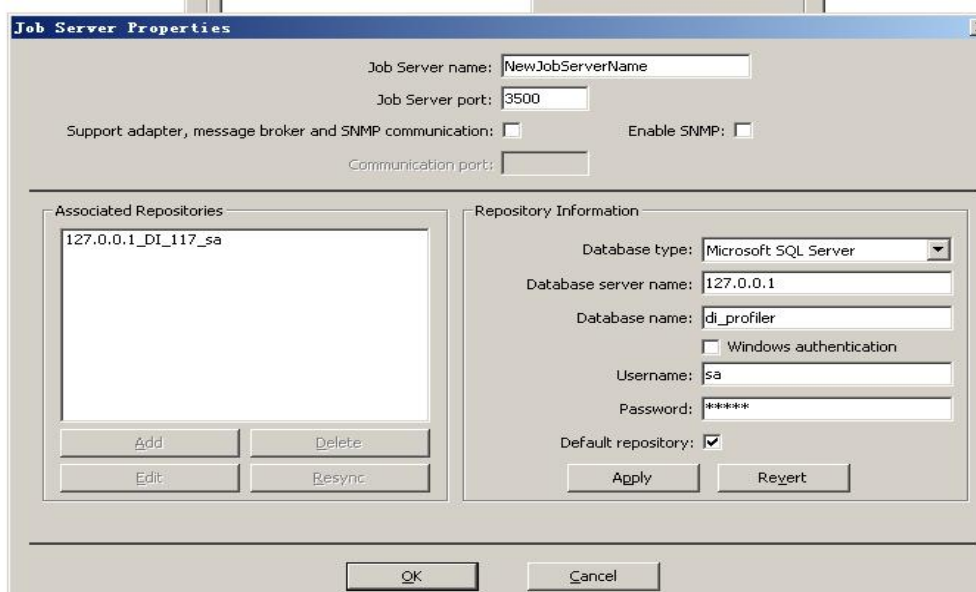 Job Server Properties
Job Server name: NewJobServerName
Job Server port: 3500
Support adapter, message broker and SNMP communication: Enable SNMP:
Communication port:
Associated Repositories
127.0.0.1_DI_117_sa
Add Delete
Edit Resync
Repository Information
Database type: Microsoft SQL Server
Database server name: 127.0.0.1
Database name: di_profiler
Windows authentication
Username: sa
Password: *****
Default repository:
Apply Revert
OK Cancel